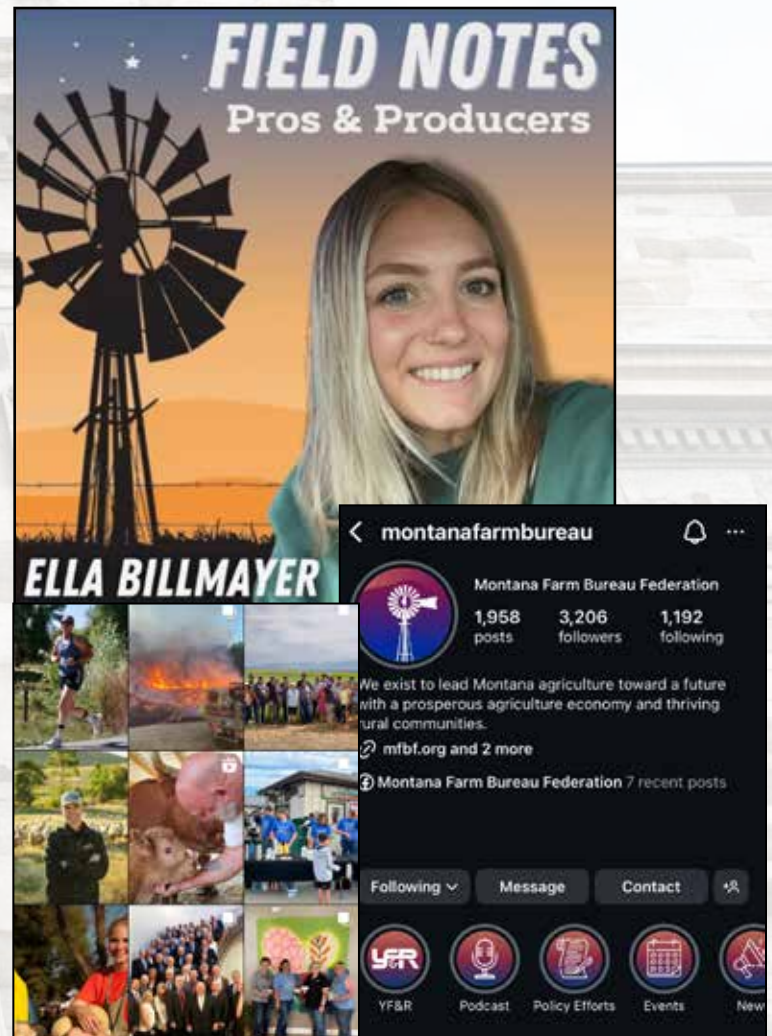 FIELD NOTES
Pros & Producers
ELLA BILLMAYER
montanafarmbureau
Montana Farm Bureau Federation
1,958 3,206 1,192
posts followers following
We exist to lead Montana agriculture toward a future
with a prosperous agriculture economy and thriving
rural communities.
mfbf.org and 2 more
Montana Farm Bureau Federation 7 recent posts
Following Message Contact
YF&R
YF&R Podcast Policy Efforts Events New